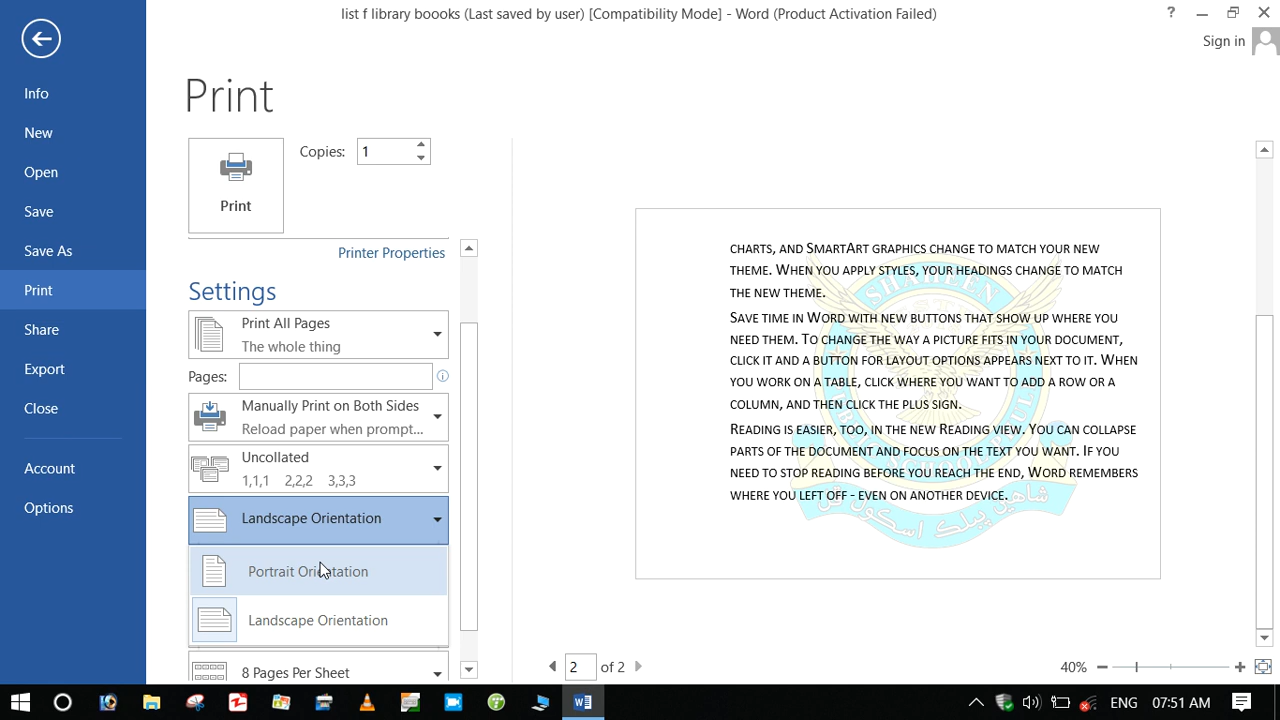 list f library boooks (Last saved by user) [Compatibility Mode] - Word (Product Activation Failed)
?
Sign in
Info
New
Open
Save
Save As
Print
Share
Export
Close
Account
Options
Print
Print
Copies: 1
Printer Properties
Settings
Print All Pages
The whole thing
Pages:
Manually Print on Both Sides
Reload paper when prompt...
Uncollated
1,1,1 2,2,2 3,3,3
Landscape Orientation
Portrait Orientation
Landscape Orientation
8 Pages Per Sheet
CHARTS, AND SMARTART GRAPHICS CHANGE TO MATCH YOUR NEW
THEME. WHEN YOU APPLY STYLES, YOUR HEADINGS CHANGE TO MATCH
THE NEW THEME.
SAVE TIME IN WORD WITH NEW BUTTONS THAT SHOW UP WHERE YOU
NEED THEM. TO CHANGE THE WAY A PICTURE FITS IN YOUR DOCUMENT,
CLICK IT AND A BUTTON FOR LAYOUT OPTIONS APPEARS NEXT TO IT. WHEN
YOU WORK ON A TABLE, CLICK WHERE YOU WANT TO ADD A ROW OR A
COLUMN, AND THEN CLICK THE PLUS SIGN.
READING IS EASIER, TOO, IN THE NEW READING VIEW. YOU CAN COLLAPSE
PARTS OF THE DOCUMENT AND FOCUS ON THE TEXT YOU WANT. IF YOU
NEED TO STOP READING BEFORE YOU REACH THE END, WORD REMEMBERS
WHERE YOU LEFT OFF - EVEN ON ANOTHER DEVICE.
SHAHEEN
شاهين پبلک اسکول
2 of 2
40%
ENG 07:51 AM